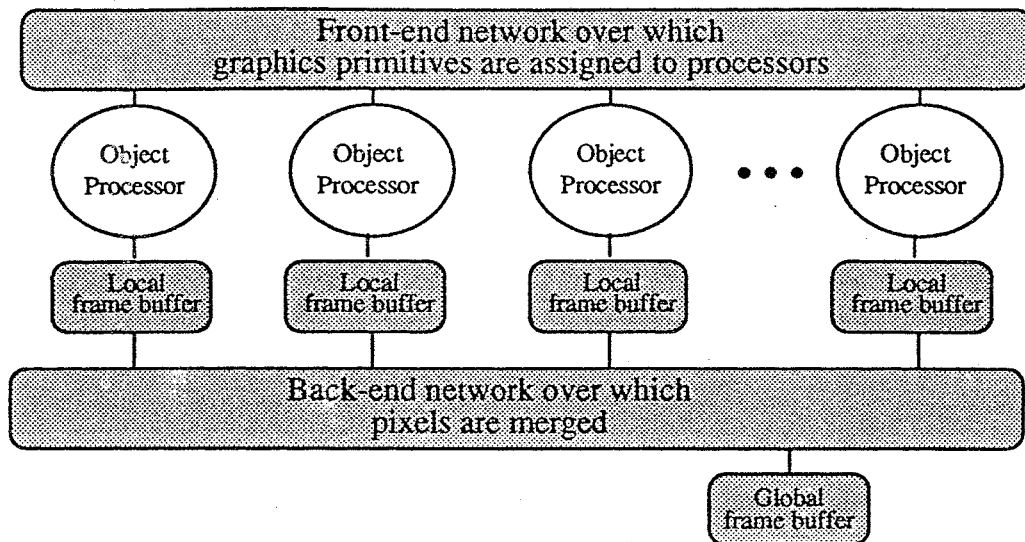 Front-end network over which
graphics primitives are assigned to processors
Object
Processor
Object
Processor
Object
Processor
Object
Processor
Local
frame buffer
Local
frame buffer
Local
frame buffer
Local
frame buffer
Back-end network over which
pixels are merged
Global
frame buffer